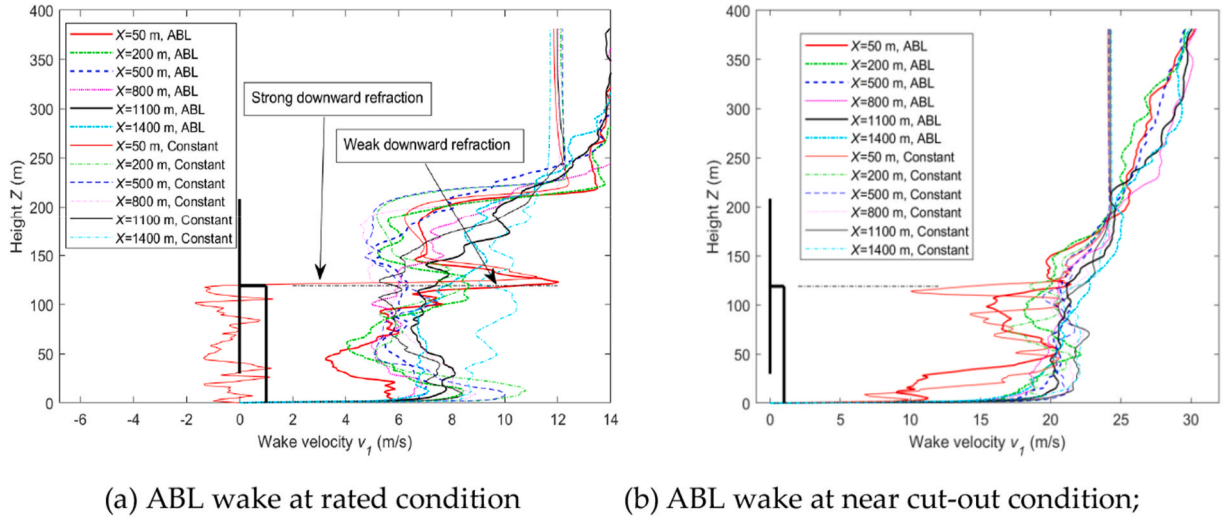 400
350
300
250
200
150
100
50
0
Height Z (m)
X=50 m, ABL
X=200 m, ABL
X=500 m, ABL
X=800 m, ABL
X=1100 m, ABL
X=1400 m, ABL
X=50 m, Constant
X=200 m, Constant
X=500 m, Constant
X=800 m, Constant
X=1100 m, Constant
X=1400 m, Constant
Strong downward refraction
Weak downward refraction
-6 -4 -2 0 2 4 6 8 10 12 14
Wake velocity v1 (m/s)
(a) ABL wake at rated condition
400
350
300
250
200
150
100
50
0
Height Z (m)
X=50 m, ABL
X=200 m, ABL
X=500 m, ABL
X=800 m, ABL
X=1100 m, ABL
X=1400 m, ABL
X=50 m, Constant
X=200 m, Constant
X=500 m, Constant
X=800 m, Constant
X=1100 m, Constant
X=1400 m, Constant
0 5 10 15 20 25 30
Wake velocity v1 (m/s)
(b) ABL wake at near cut-out condition;